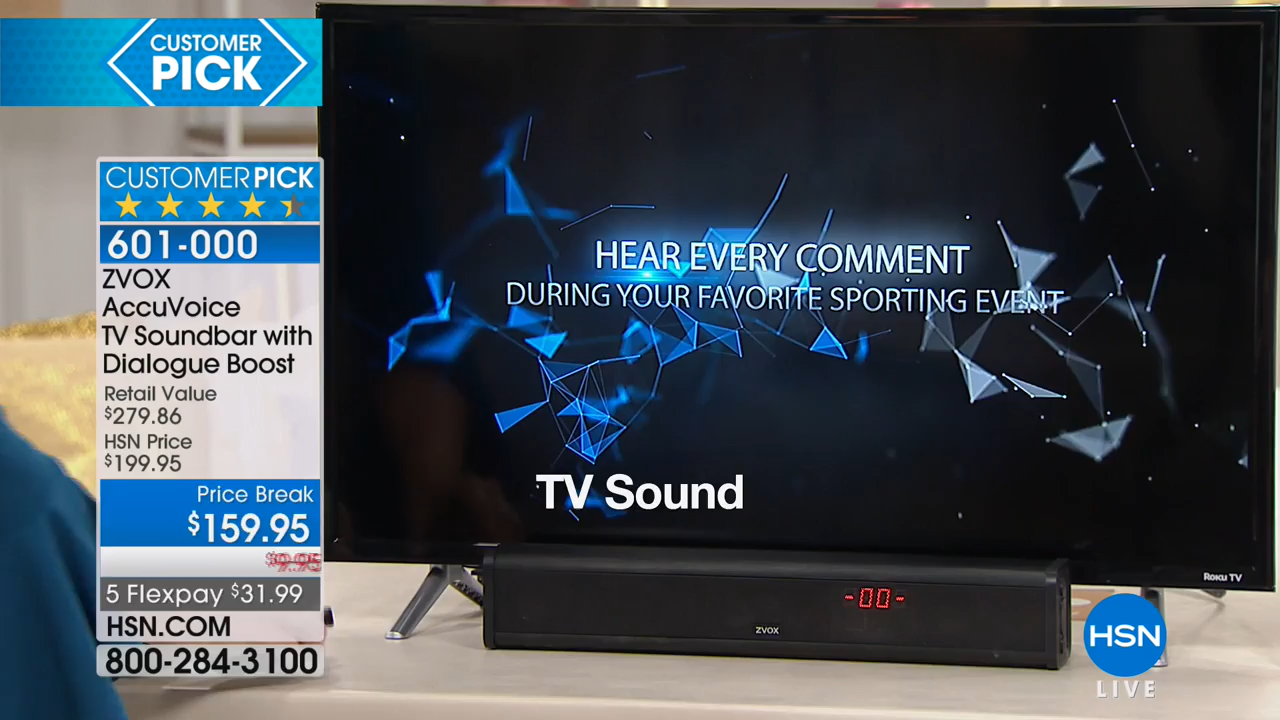 CUSTOMER
PICK
CUSTOMER PICK
601-000
ZVOX
AccuVoice
TV Soundbar with
Dialogue Boost
Retail Value
$279.86
HSN Price
$199.95
Price Break
$159.95
5 Flexpay $31.99
HSN.COM
800-284-3100
HEAR EVERY COMMENT
DURING YOUR FAVORITE SPORTING EVENT
TV Sound
-00-
ZVOX
Roku TV
HSN
LIVE